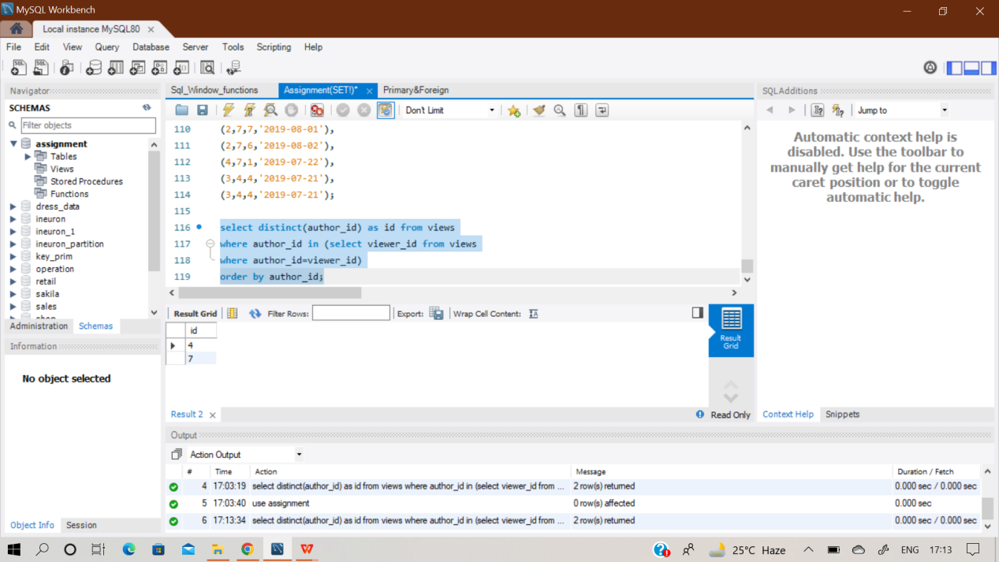 MySQL Workbench
Local instance MySQL80
File Edit View Query Database Server Tools Scripting Help
Navigator
SCHEMAS
Filter objects
assignment
Tables
Views
Stored Procedures
Functions
dress_data
ineuron
ineuron_1
ineuron_partition
key_prim
operation
retail
sakila
sales
Administration Schemas
Information
No object selected
Object Info Session
Sql_Window_functions Assignment(SET!)* Primary&Foreign
Don't Limit
110 (2,7,7,'2019-08-01'),
111 (2,7,6,'2019-08-02'),
112 (4,7,1,'2019-07-22'),
113 (3,4,4,'2019-07-21'),
114 (3,4,4,'2019-07-21');
115
116 select distinct(author_id) as id from views
117 where author_id in (select viewer_id from views
118 where author_id=viewer_id)
119 order by author_id;
Result Grid Filter Rows: Export: Wrap Cell Content:
id
4
7
Result
Grid
Result 2 Read Only
SQLAdditions
Jump to
Automatic context help is
disabled. Use the toolbar to
manually get help for the current
caret position or to toggle
automatic help.
Context Help Snippets
Output
Action Output
# Time Action Message Duration / Fetch
4 17:03:19 select distinct(author_id) as id from views where author_id in (select viewer_id from ... 2 row(s) returned 0.000 sec / 0.000 sec
5 17:03:40 use assignment 0 row(s) affected 0.000 sec
6 17:13:34 select distinct(author_id) as id from views where author_id in (select viewer_id from ... 2 row(s) returned 0.000 sec / 0.000 sec
25°C Haze ENG 17:13